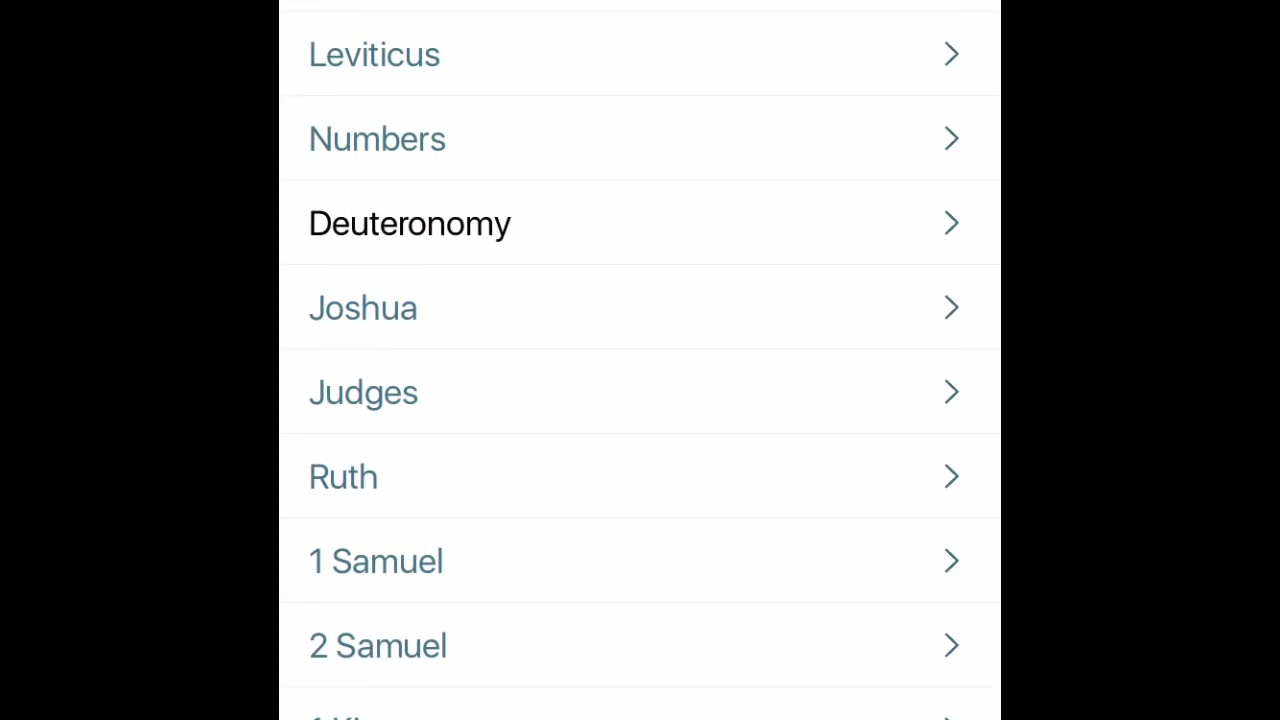 Leviticus
Numbers
Deuteronomy
Joshua
Judges
Ruth
1 Samuel
2 Samuel